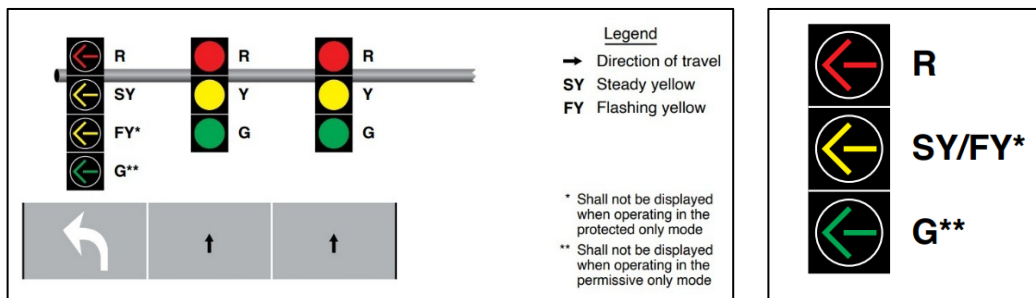 R R R
SY Y Y
FY* G G
G**
Legend
Direction of travel
SY Steady yellow
FY Flashing yellow
* Shall not be displayed
when operating in the
protected only mode
** Shall not be displayed
when operating in the
permissive only mode
R
SY/FY*
G**